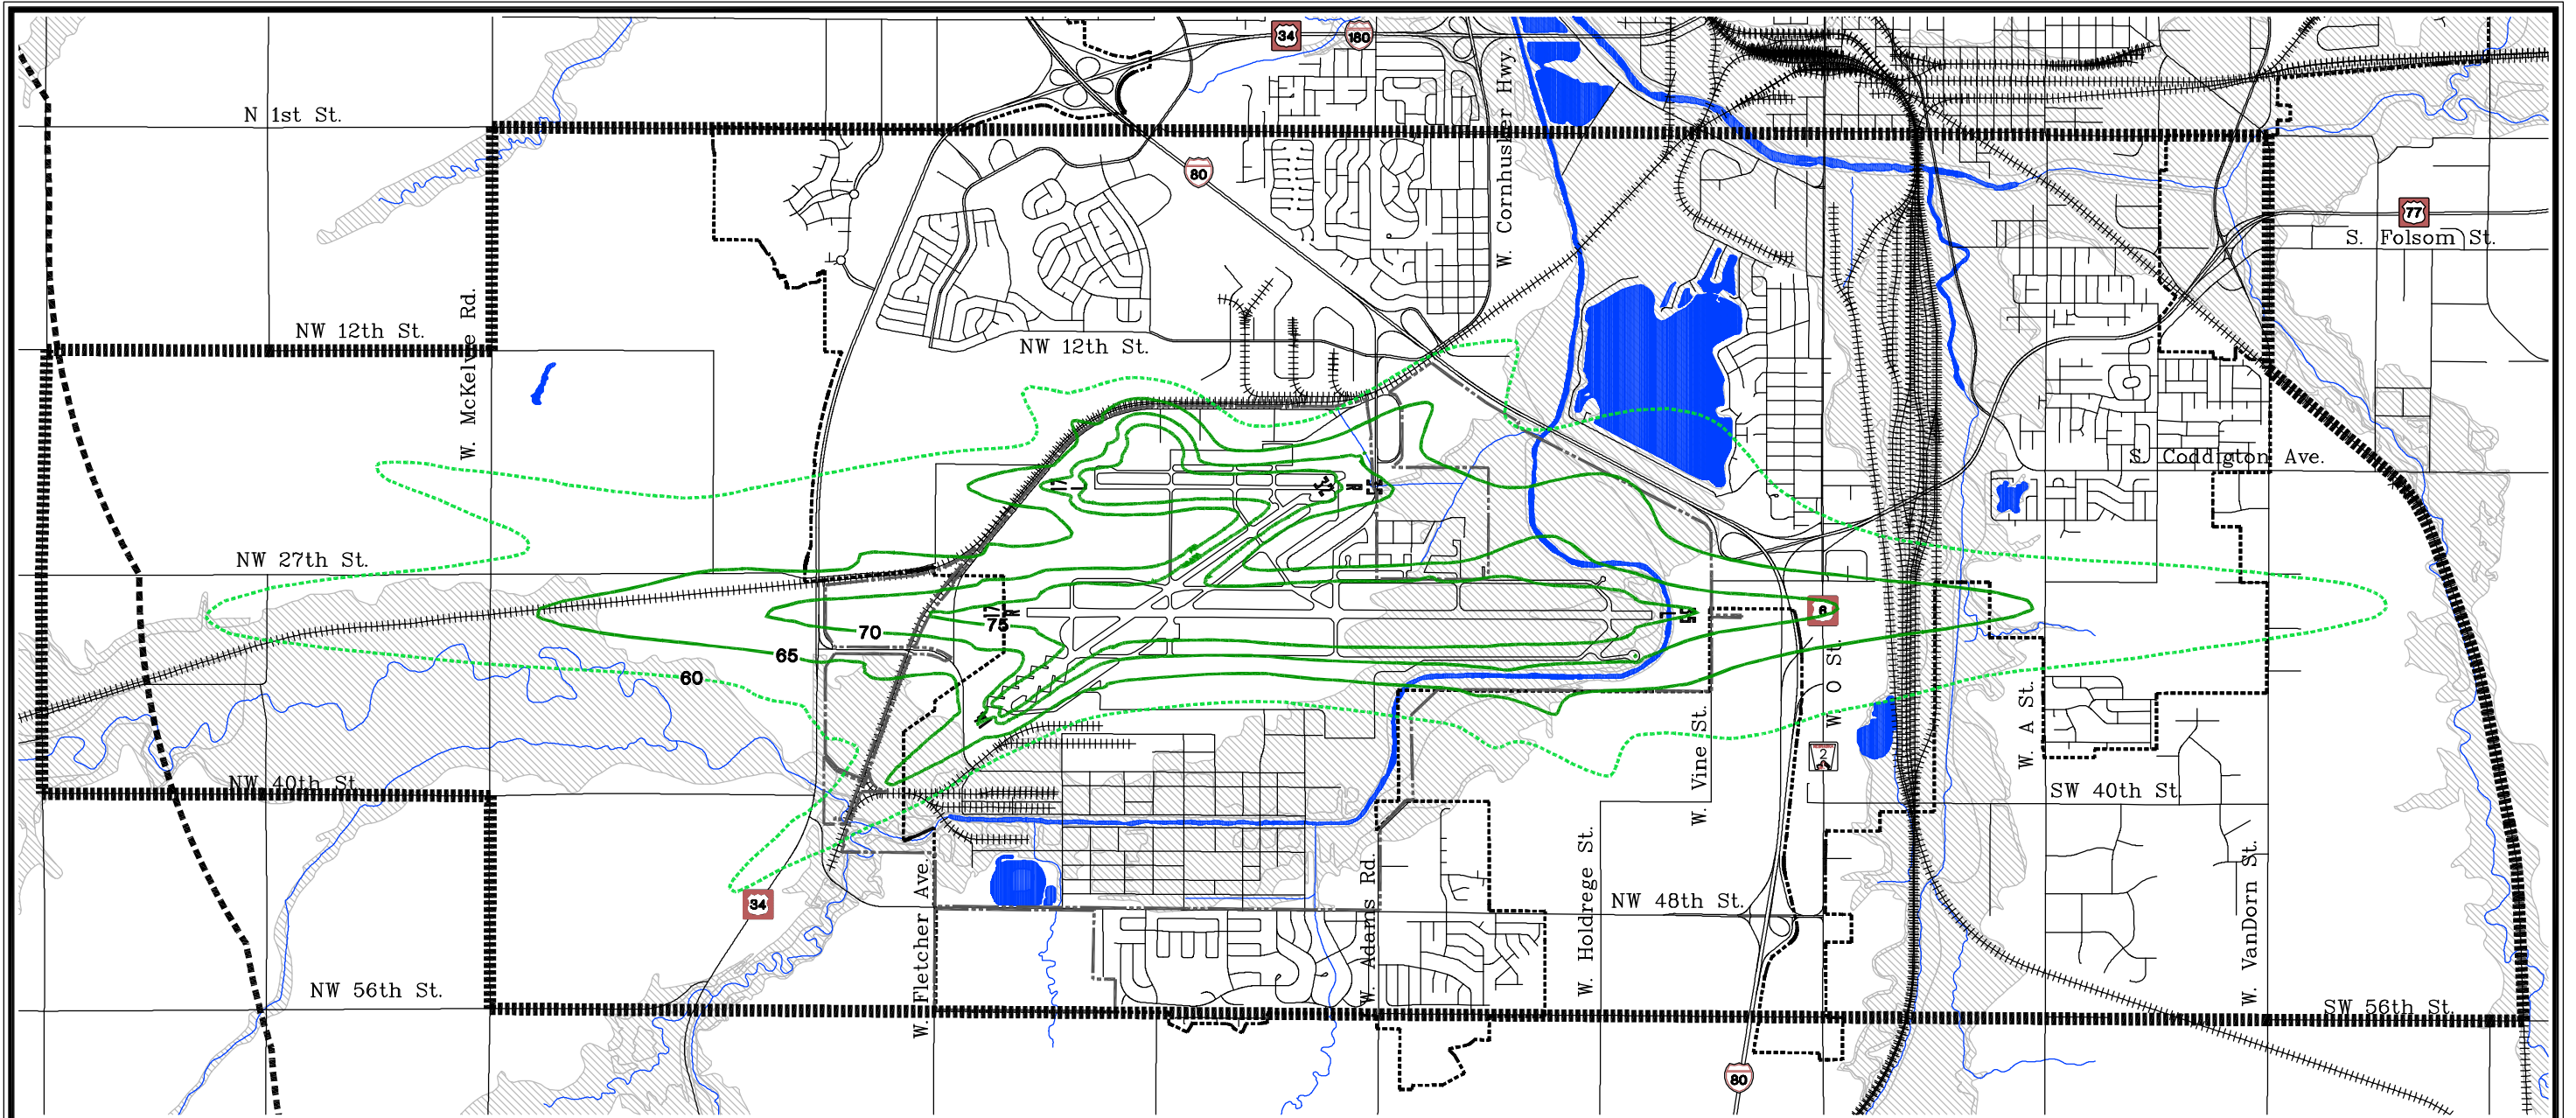 34
180
N 1st St.
W. Cornhusker Hwy.
80
77
S. Folsom St.
NW 12th St.
W. McKelvie Rd.
NW 12th St.
S. Coddigton Ave.
NW 27th St.
75
70
65
60
6
W. O St.
W. A St.
W. Vine St.
2
NW 40th St.
SW 40th St.
34
W. Fletcher Ave.
W. Adams Rd.
W. Holdrege St.
NW 48th St.
W. VanDorn St.
NW 56th St.
SW 56th St.
80